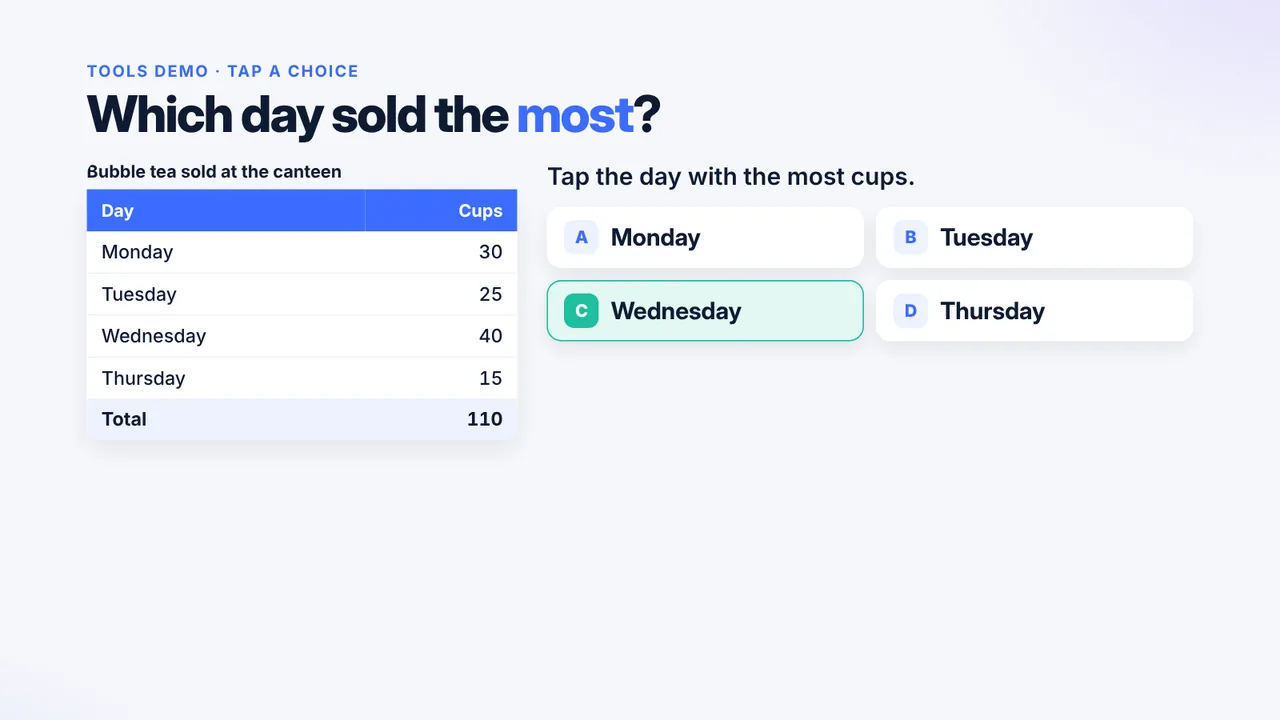 TOOLS DEMO · TAP A CHOICE
Which day sold the most?
Bubble tea sold at the canteen
Day Cups
Monday 30
Tuesday 25
Wednesday 40
Thursday 15
Total 110
Tap the day with the most cups.
A Monday
B Tuesday
C Wednesday
D Thursday